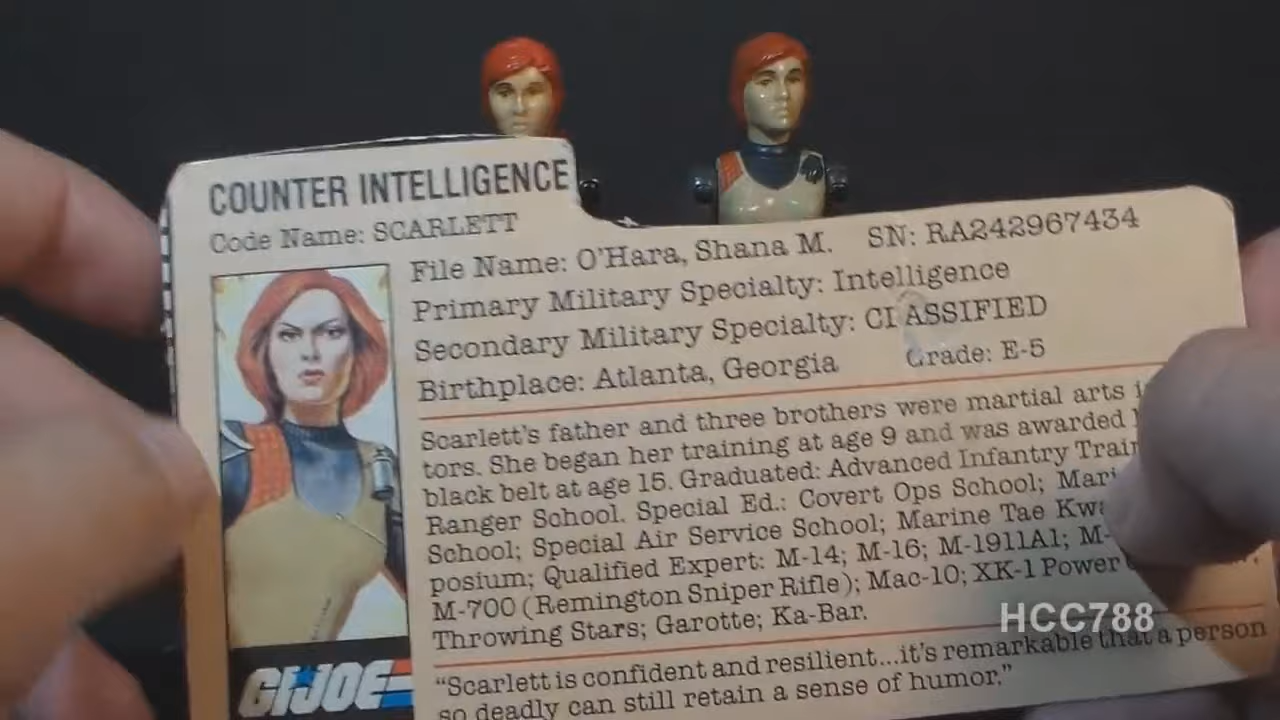 COUNTER INTELLIGENCE
Code Name: SCARLETT
File Name: O'Hara, Shana M. SN: RA242967434
Primary Military Specialty: Intelligence
Secondary Military Specialty: CLASSIFIED
Birthplace: Atlanta, Georgia Grade: E-5
Scarlett's father and three brothers were martial arts
tors. She began her training at age 9 and was awarded
black belt at age 15. Graduated: Advanced Infantry
Ranger School. Special Ed.: Covert Ops School;
School; Special Air Service School; Marine Tae
posium; Qualified Expert: M-14; M-16; M-1911A1;
M-700 (Remington Sniper Rifle); Mac-10; XK-1 Power
Throwing Stars; Garotte; Ka-Bar.
"Scarlett is confident and resilient...it's remarkable that a person
so deadly can still retain a sense of humor."
GI JOE
HCC788